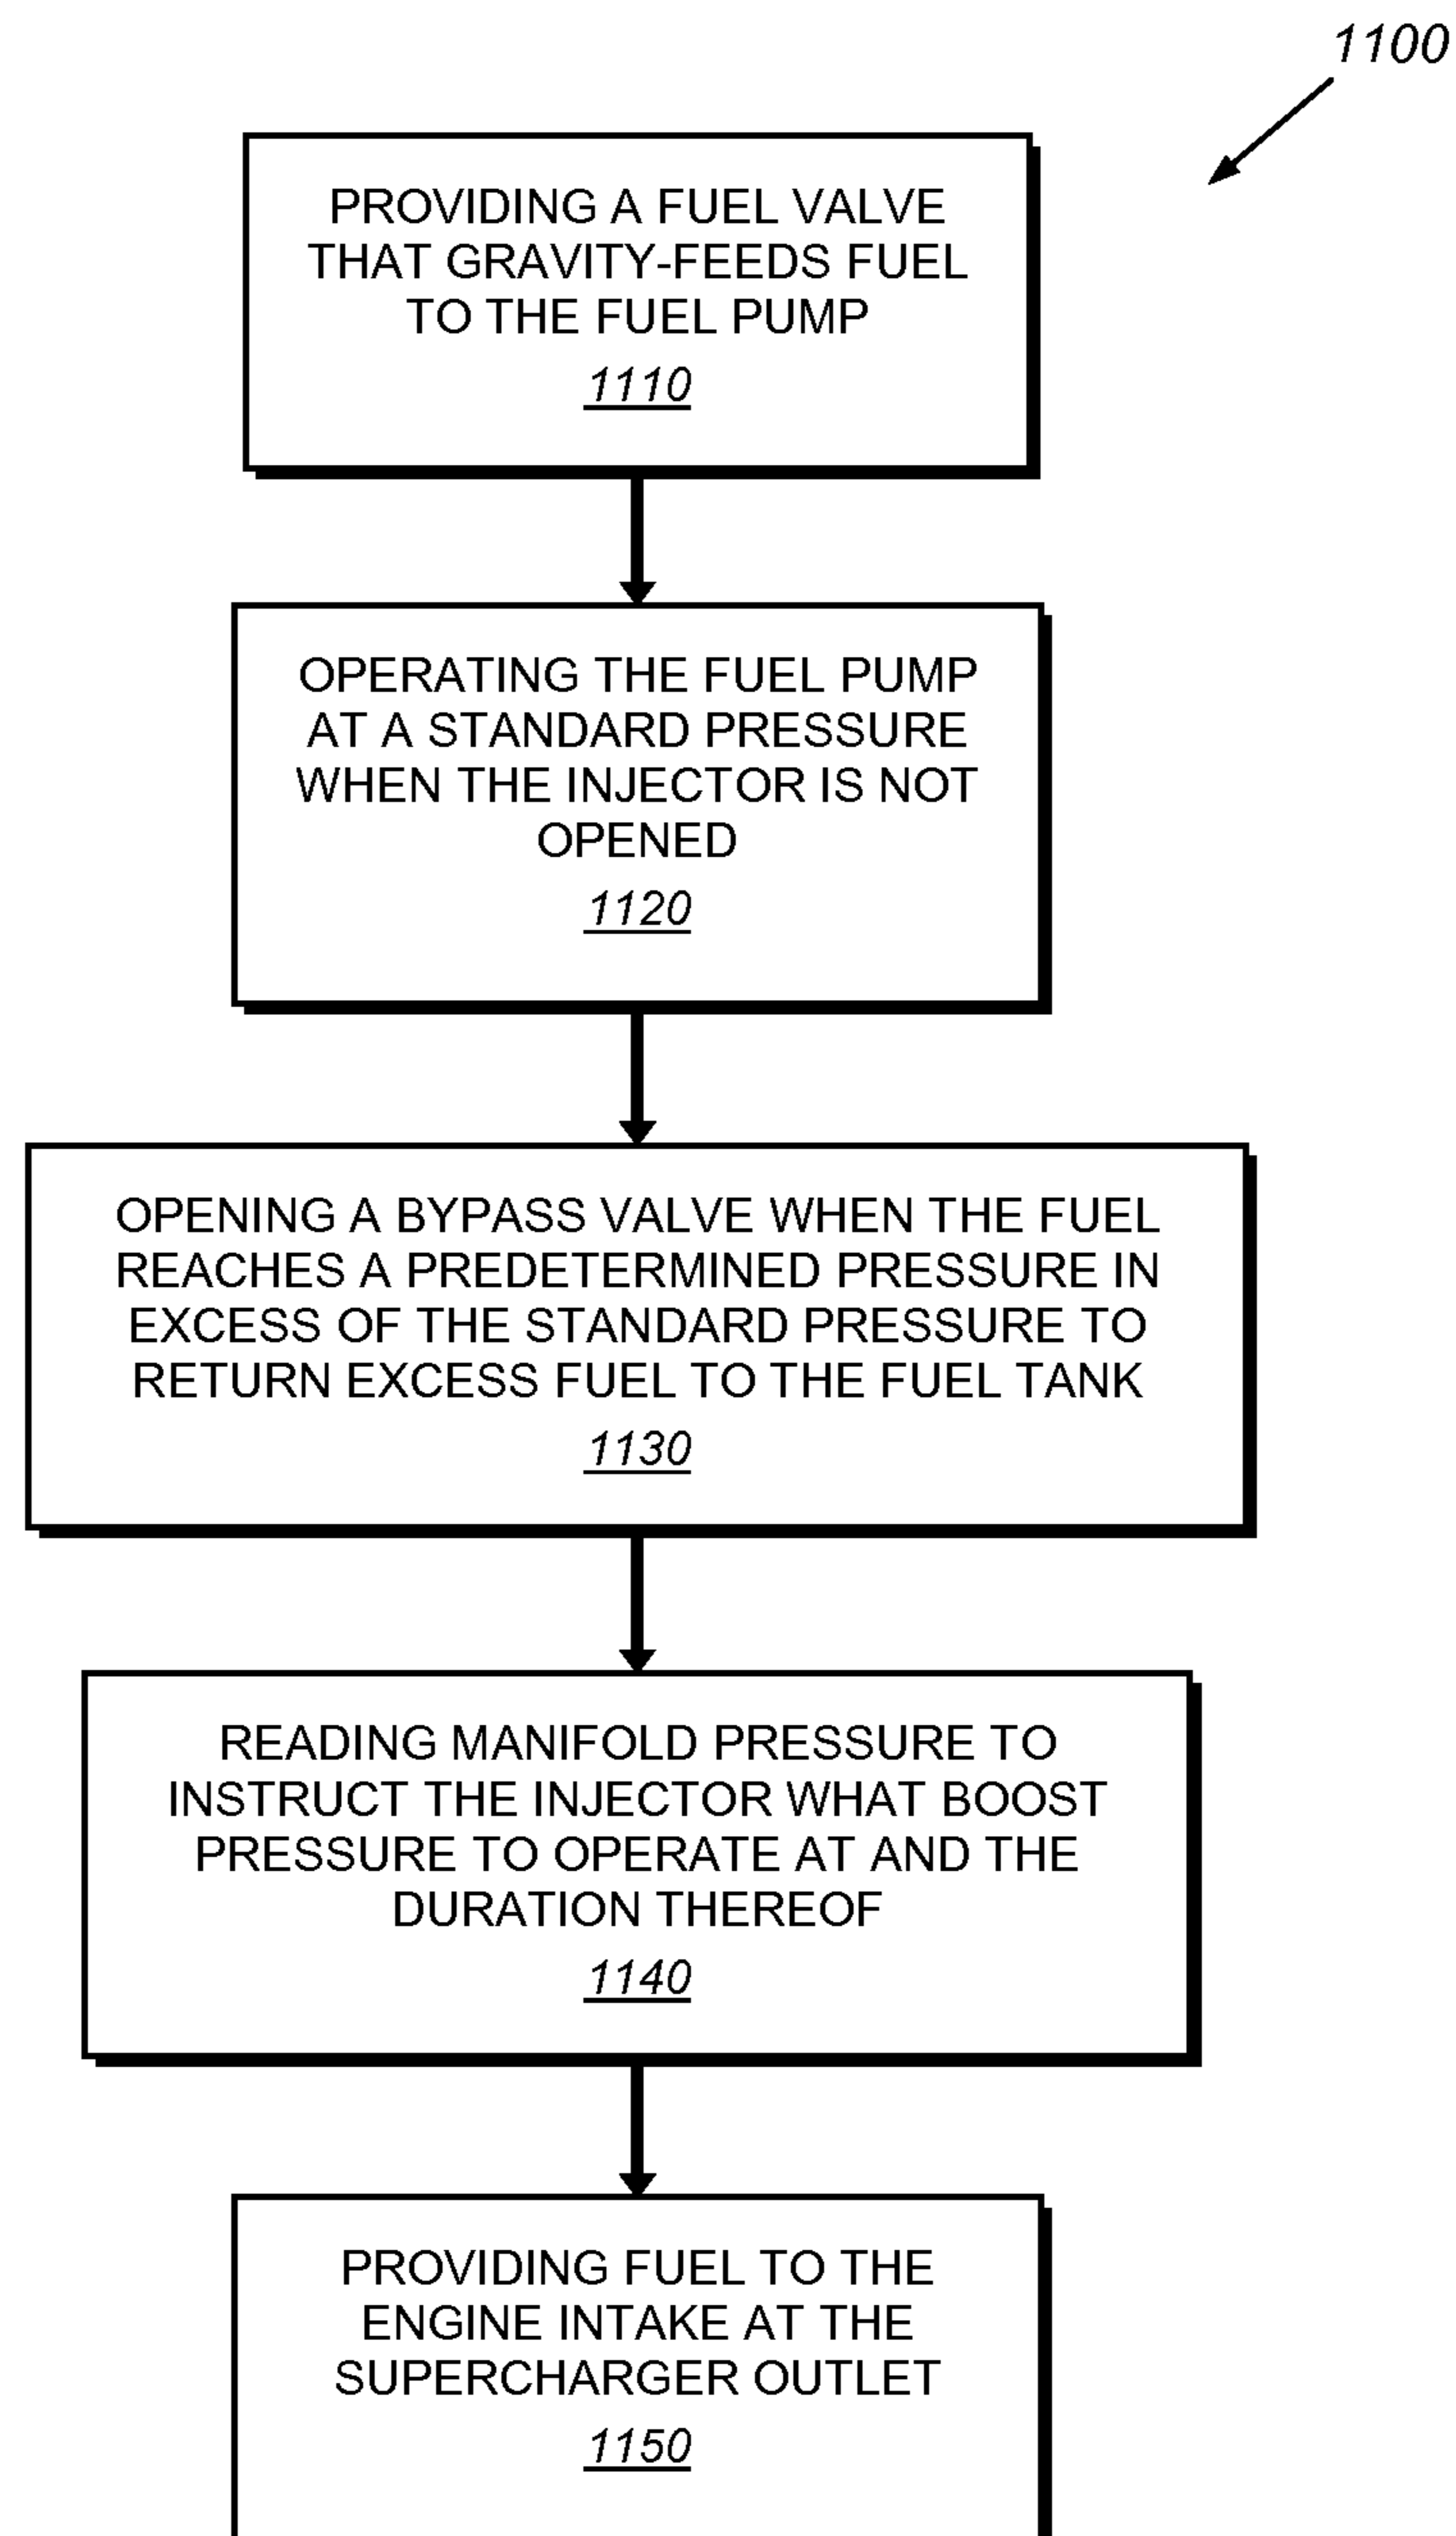 1100
PROVIDING A FUEL VALVE
THAT GRAVITY-FEEDS FUEL
TO THE FUEL PUMP
1110
OPERATING THE FUEL PUMP
AT A STANDARD PRESSURE
WHEN THE INJECTOR IS NOT
OPENED
1120
OPENING A BYPASS VALVE WHEN THE FUEL
REACHES A PREDETERMINED PRESSURE IN
EXCESS OF THE STANDARD PRESSURE TO
RETURN EXCESS FUEL TO THE FUEL TANK
1130
READING MANIFOLD PRESSURE TO
INSTRUCT THE INJECTOR WHAT BOOST
PRESSURE TO OPERATE AT AND THE
DURATION THEREOF
1140
PROVIDING FUEL TO THE
ENGINE INTAKE AT THE
SUPERCHARGER OUTLET
1150